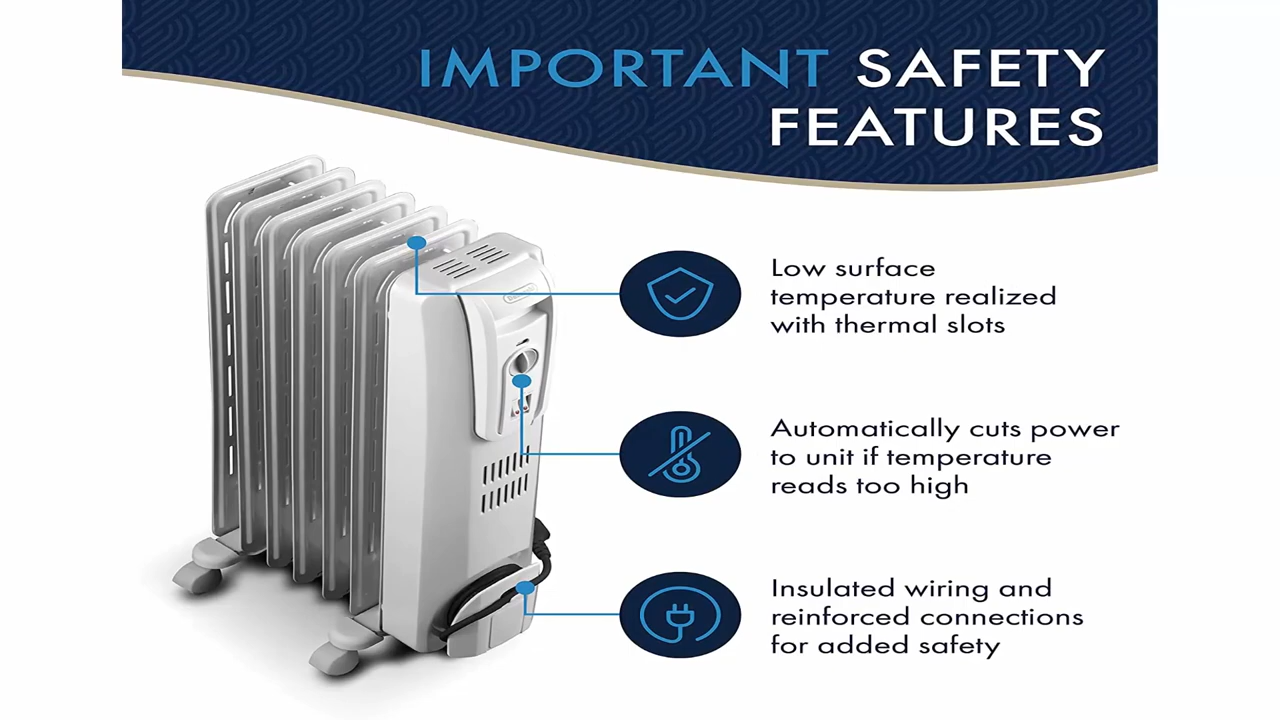 IMPORTANT SAFETY
FEATURES
Low surface
temperature realized
with thermal slots
Automatically cuts power
to unit if temperature
reads too high
Insulated wiring and
reinforced connections
for added safety